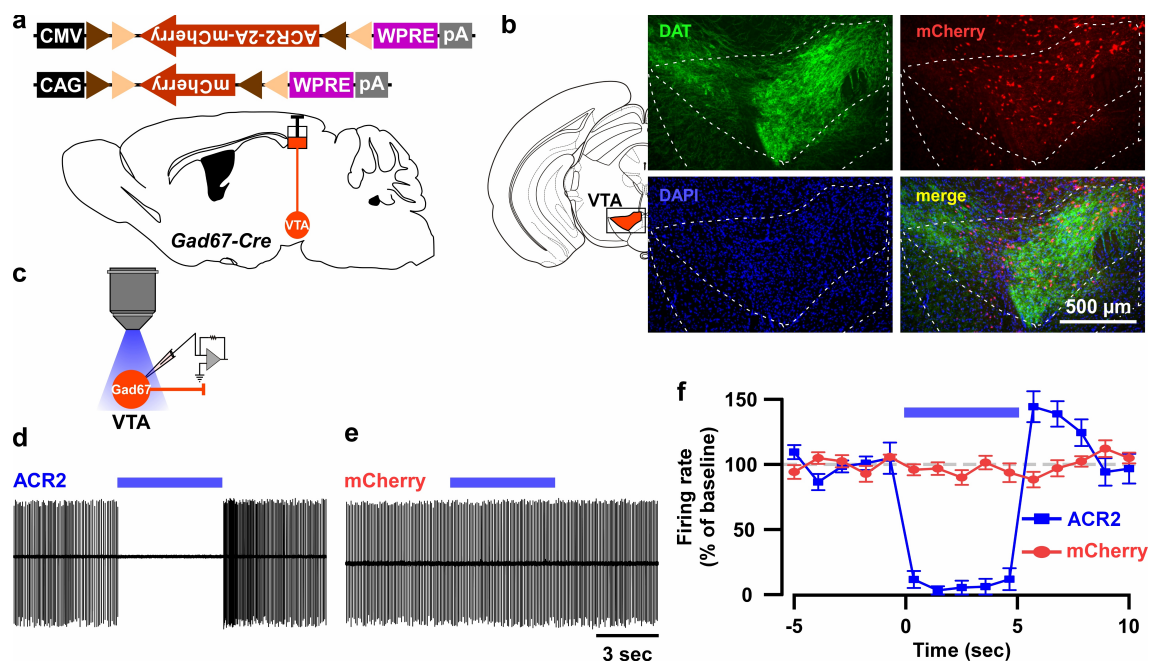 a
CMV ACR2-2A-mCherry WPRE pA
CAG mCherry WPRE pA
VTA
Gad67-Cre
b
VTA
DAT
mCherry
DAPI
merge
500 µm
c
Gad67
VTA
d
ACR2
e
mCherry
3 sec
f
Firing rate
(% of baseline)
150
100
50
0
ACR2
mCherry
-5 0 5 10
Time (sec)